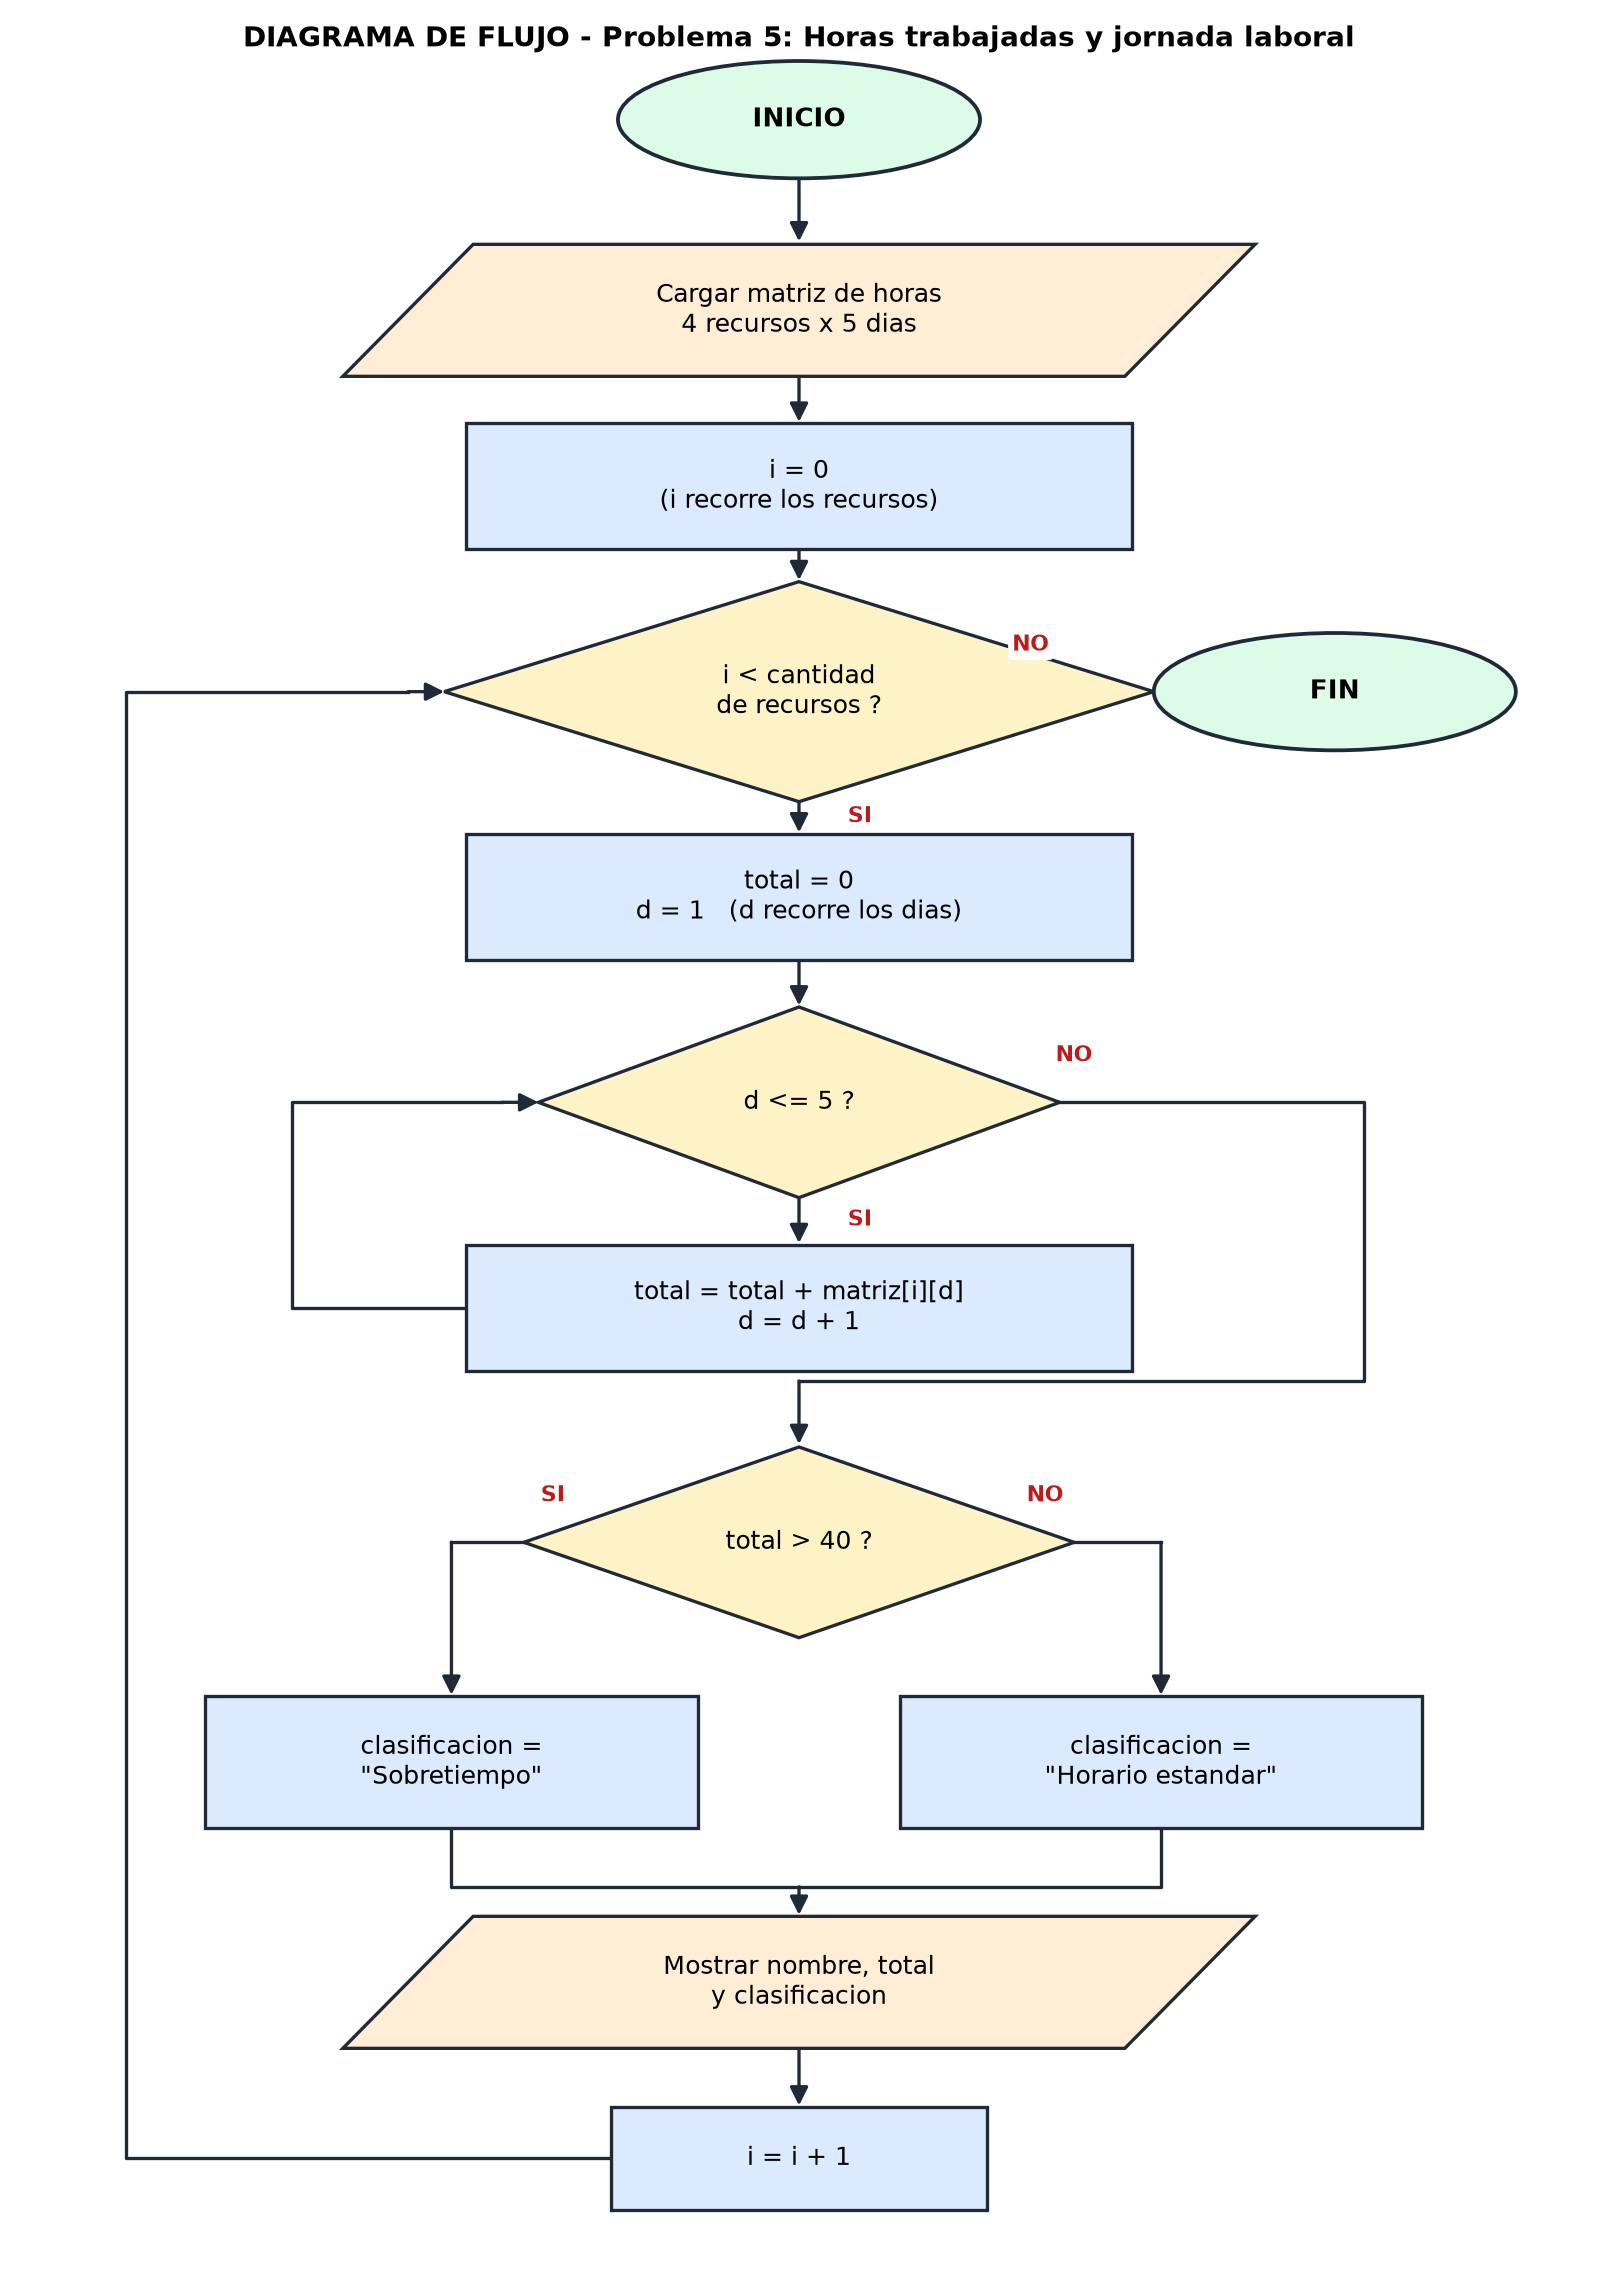 DIAGRAMA DE FLUJO - Problema 5: Horas trabajadas y jornada laboral
INICIO
Cargar matriz de horas
4 recursos x 5 dias
i = 0
(i recorre los recursos)
NO
i < cantidad
de recursos ?
FIN
SI
total = 0
d = 1   (d recorre los dias)
NO
d <= 5 ?
SI
total = total + matriz[i][d]
d = d + 1
SI
NO
total > 40 ?
clasificacion =
"Sobretiempo"
clasificacion =
"Horario estandar"
Mostrar nombre, total
y clasificacion
i = i + 1